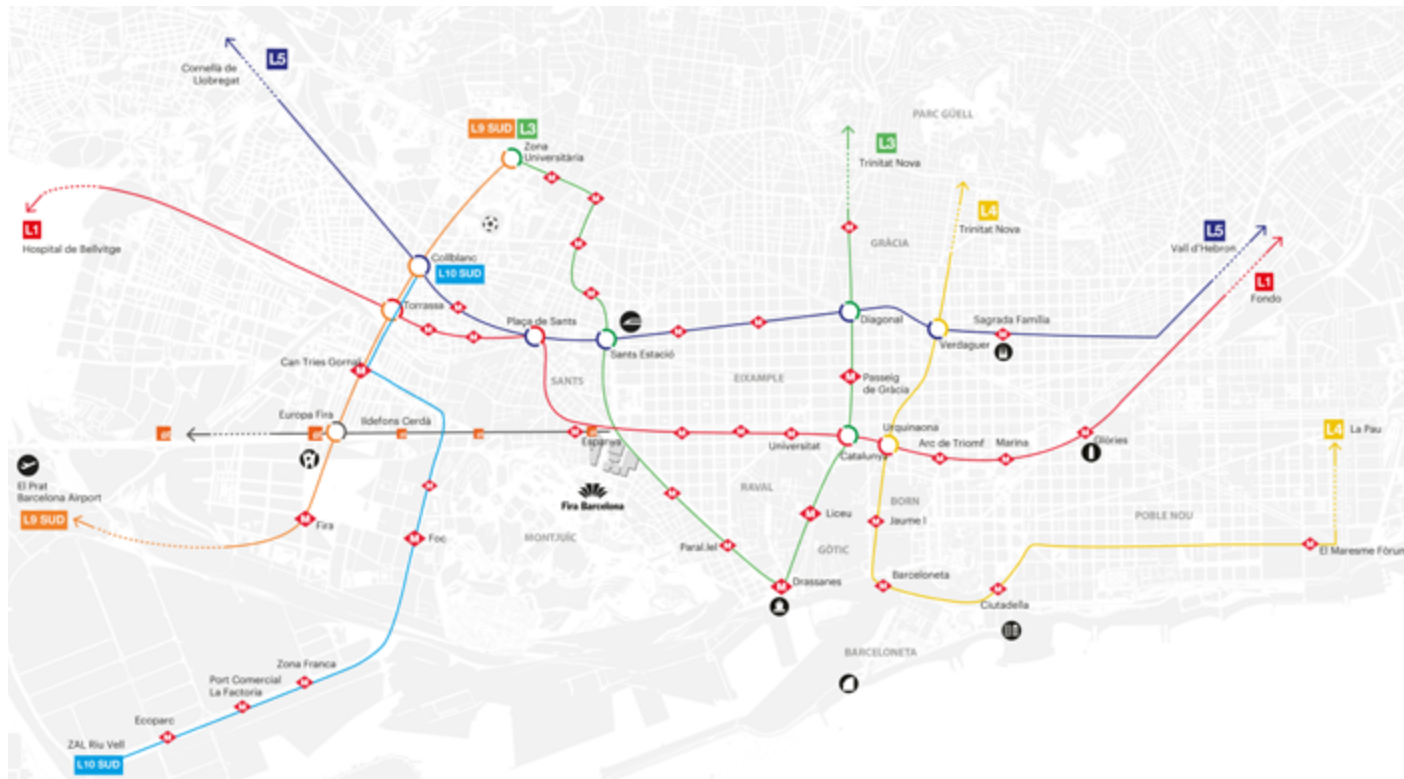 L5
Cornellà de
Llobregat
PARC GÜELL
L9 SUD
L3
Zona
Universitària
L3
Trinitat Nova
L4
Trinitat Nova
L1
Hospital de Bellvitge
GRÀCIA
L5
Vall d'Hebron
L1
Fondo
Collblanc
L10 SUD
Torrassa
Plaça de Sants
Sants Estació
Diagonal
Sagrada Família
Verdaguer
Can Tries Gornal
SANTS
EIXAMPLE
Passeig
de Gràcia
Europa Fira
Ildefons Cerdà
Espanya
Universitat
Catalunya
Urquinaona
Arc de Triomf
Marina
Glòries
L4
La Pau
El Prat
Barcelona Airport
L9 SUD
Fira
Foc
Fira Barcelona
MONTJUÏC
RAVAL
Liceu
BORN
Jaume I
POBLE NOU
GÒTIC
Paral.lel
Drassanes
Barceloneta
Ciutadella
El Maresme Fòrum
BARCELONETA
Zona Franca
Port Comercial
La Factoria
Ecoparc
ZAL Riu Vell
L10 SUD